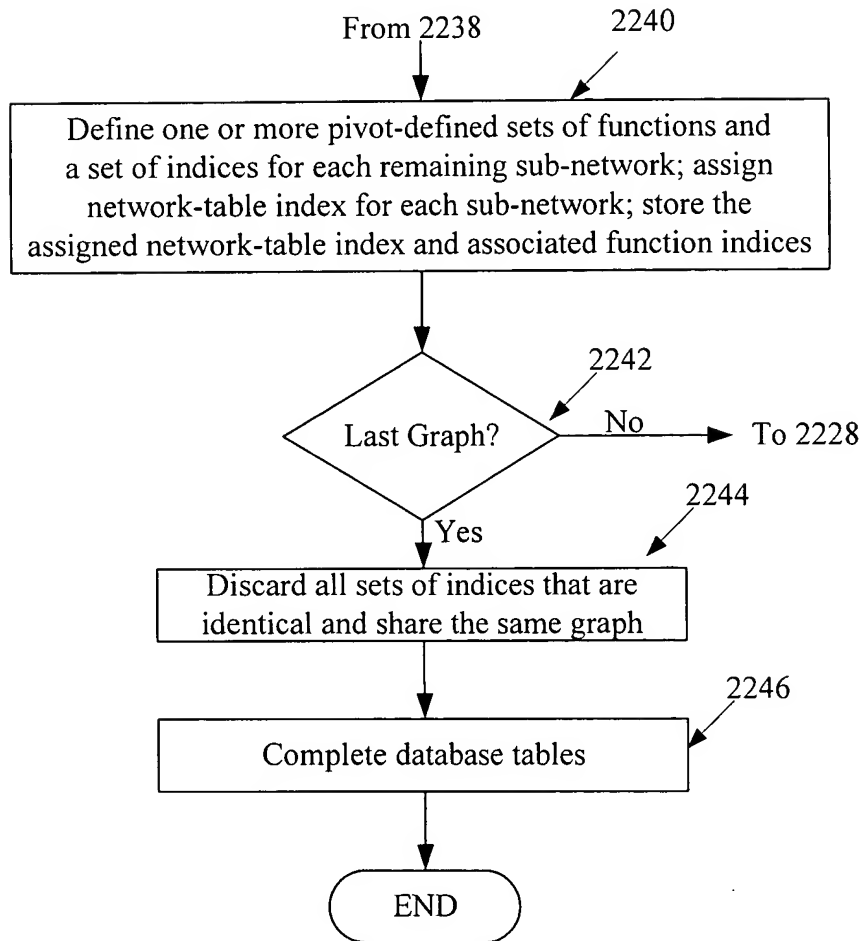 From 2238
2240
Define one or more pivot-defined sets of functions and
a set of indices for each remaining sub-network; assign
network-table index for each sub-network; store the
assigned network-table index and associated function indices
2242
Last Graph?
No
To 2228
2244
Yes
Discard all sets of indices that are
identical and share the same graph
2246
Complete database tables
END